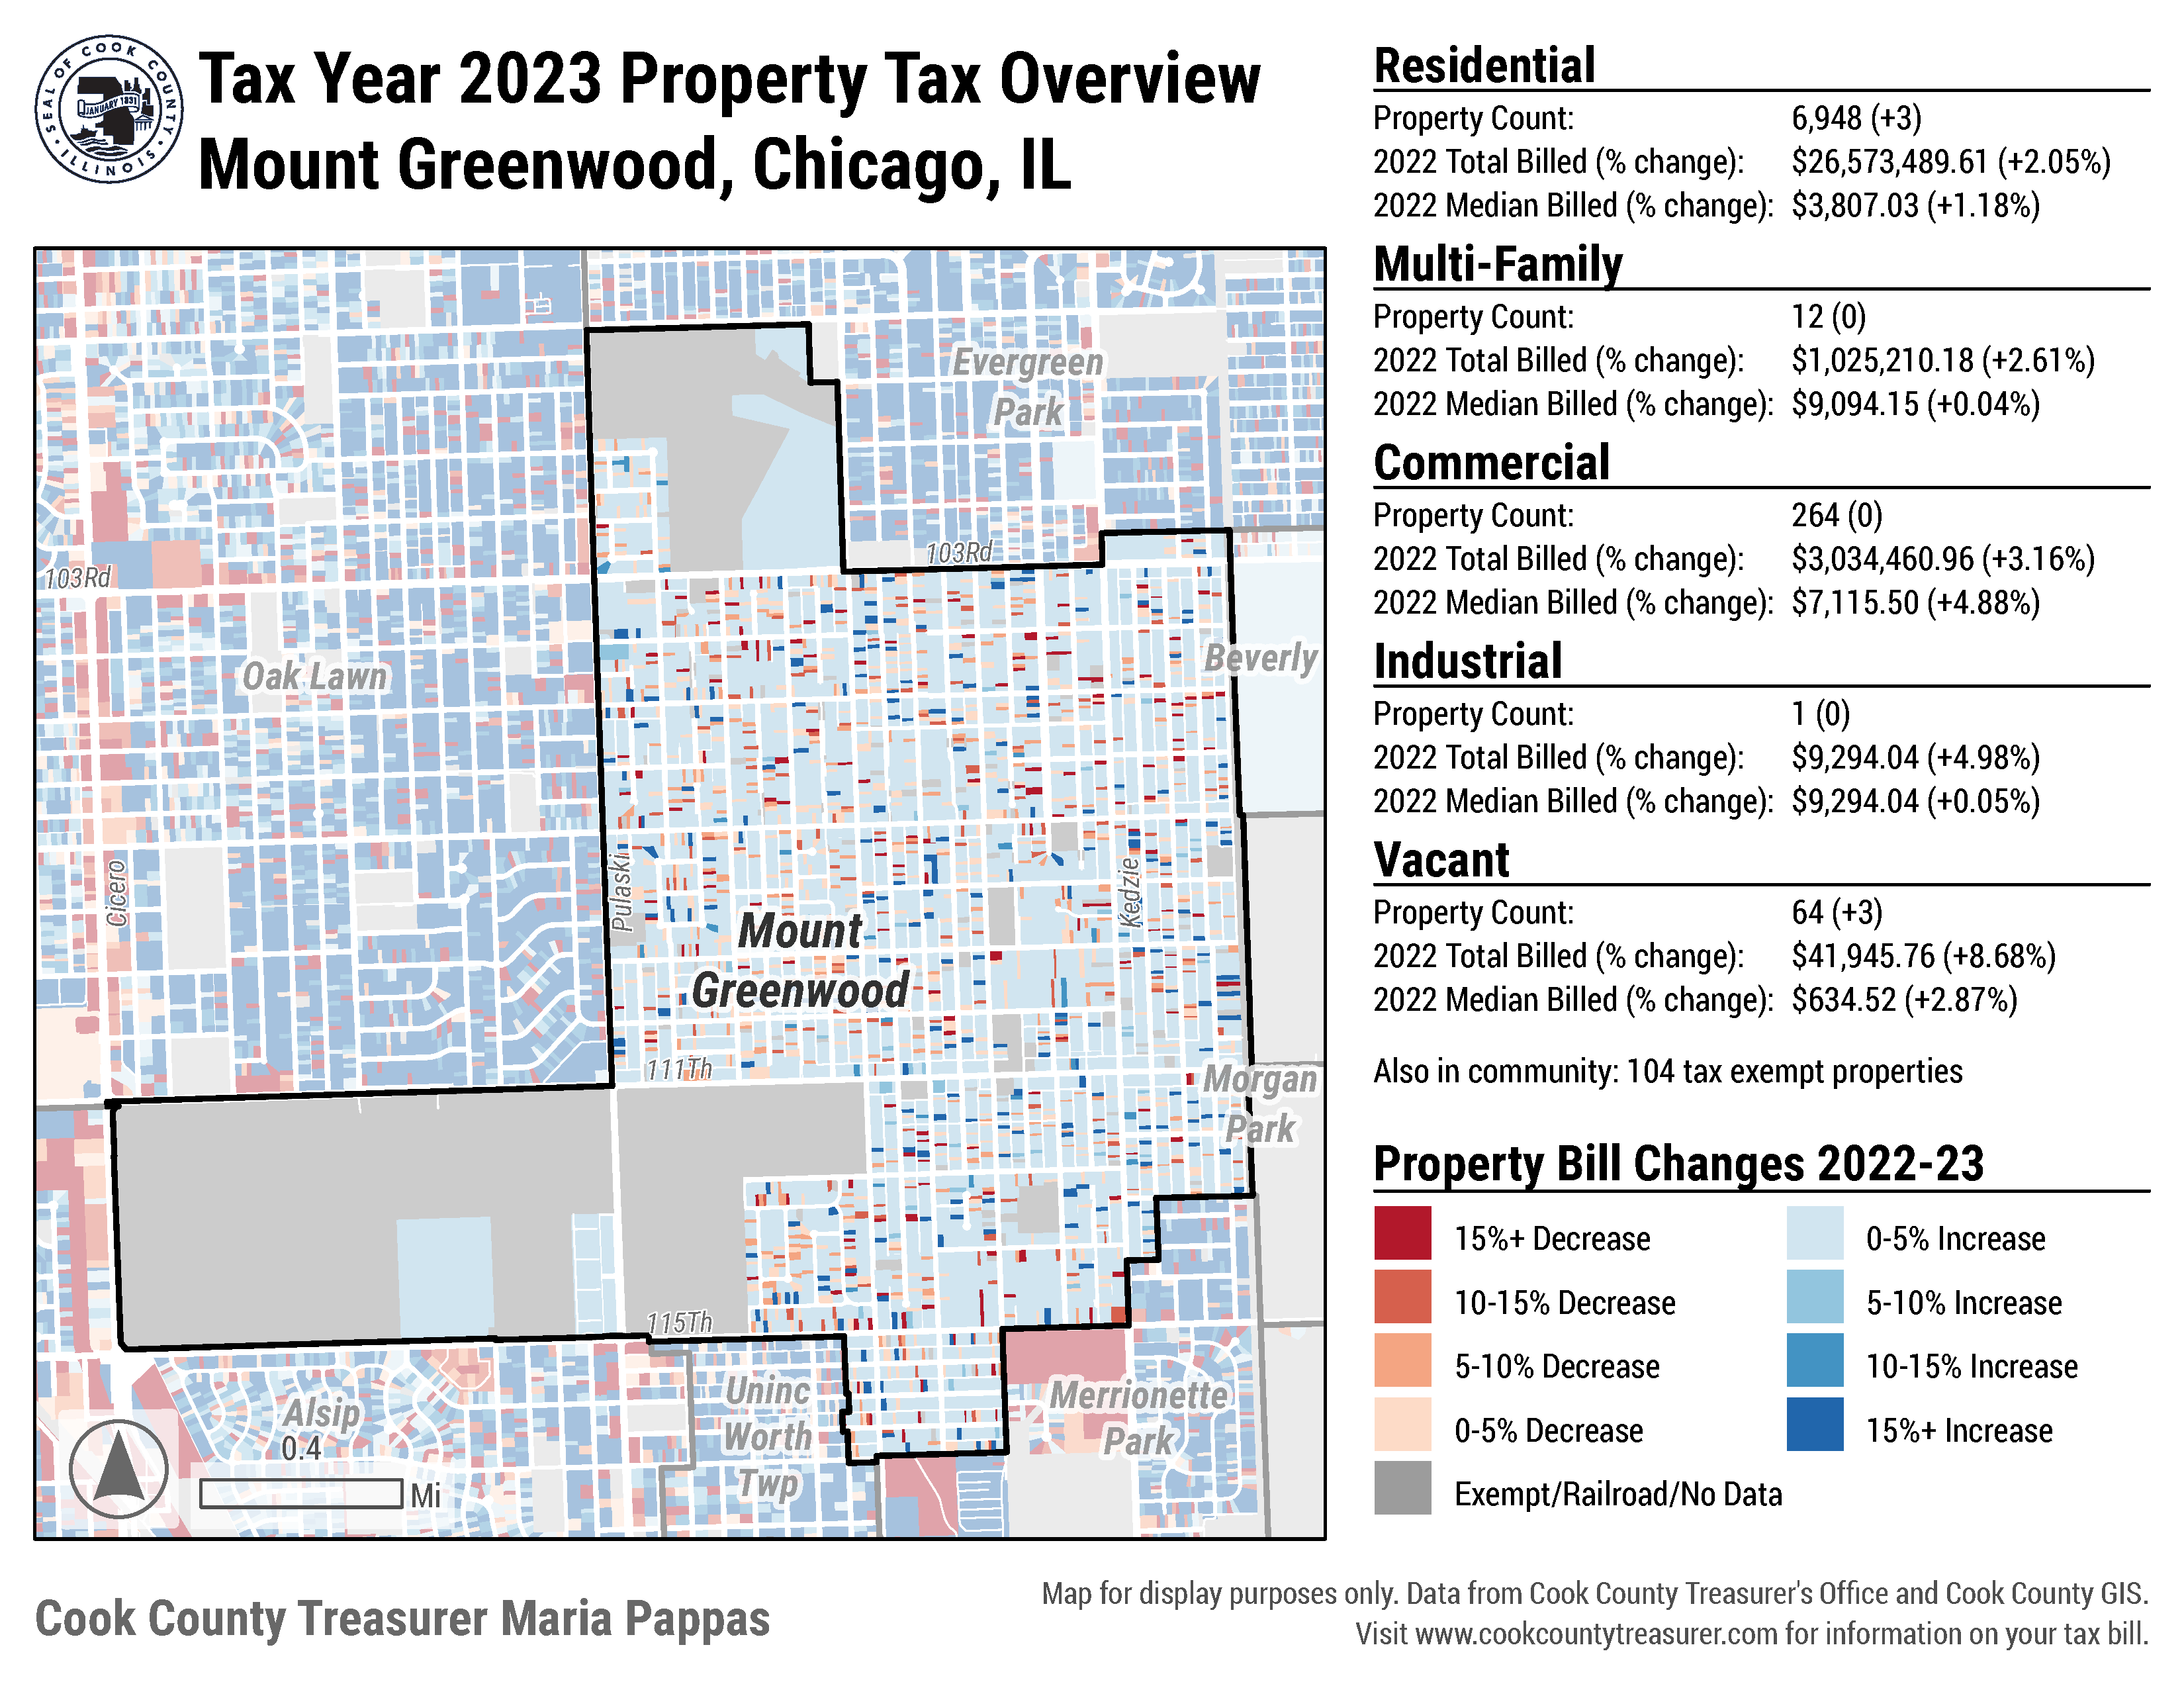 SEAL OF COOK COUNTY
JANUARY 1831
ILLINOIS
Tax Year 2023 Property Tax Overview
Mount Greenwood, Chicago, IL
Evergreen
Park
103Rd
103Rd
Oak Lawn
Beverly
Cicero
Pulaski
Kedzie
Mount
Greenwood
111Th
Morgan
Park
115Th
Alsip
Uninc
Worth
Twp
Merrionette
Park
0.4
Mi
Residential
Property Count: 6,948 (+3)
2022 Total Billed (% change): $26,573,489.61 (+2.05%)
2022 Median Billed (% change): $3,807.03 (+1.18%)
Multi-Family
Property Count: 12 (0)
2022 Total Billed (% change): $1,025,210.18 (+2.61%)
2022 Median Billed (% change): $9,094.15 (+0.04%)
Commercial
Property Count: 264 (0)
2022 Total Billed (% change): $3,034,460.96 (+3.16%)
2022 Median Billed (% change): $7,115.50 (+4.88%)
Industrial
Property Count: 1 (0)
2022 Total Billed (% change): $9,294.04 (+4.98%)
2022 Median Billed (% change): $9,294.04 (+0.05%)
Vacant
Property Count: 64 (+3)
2022 Total Billed (% change): $41,945.76 (+8.68%)
2022 Median Billed (% change): $634.52 (+2.87%)
Also in community: 104 tax exempt properties
Property Bill Changes 2022-23
15%+ Decrease
10-15% Decrease
5-10% Decrease
0-5% Decrease
Exempt/Railroad/No Data
0-5% Increase
5-10% Increase
10-15% Increase
15%+ Increase
Cook County Treasurer Maria Pappas
Map for display purposes only. Data from Cook County Treasurer's Office and Cook County GIS.
Visit www.cookcountytreasurer.com for information on your tax bill.